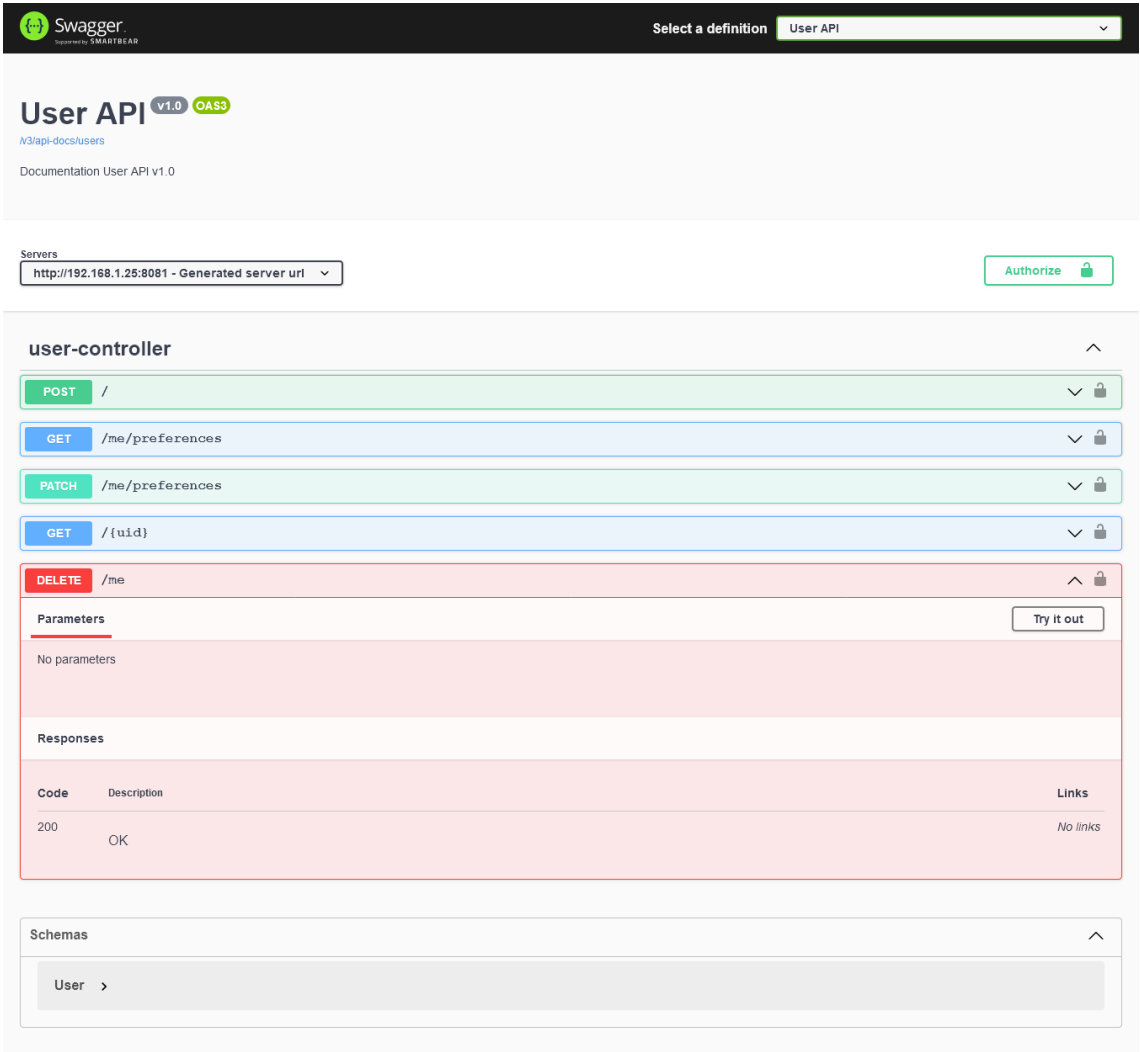 Swagger.
Supported by SMARTBEAR
Select a definition
User API
User API v1.0 OAS3
/v3/api-docs/users
Documentation User API v1.0
Servers
http://192.168.1.25:8081 - Generated server url
Authorize
user-controller
POST /
GET /me/preferences
PATCH /me/preferences
GET /{uid}
DELETE /me
Parameters
Try it out
No parameters
Responses
Code Description Links
200 OK No links
Schemas
User